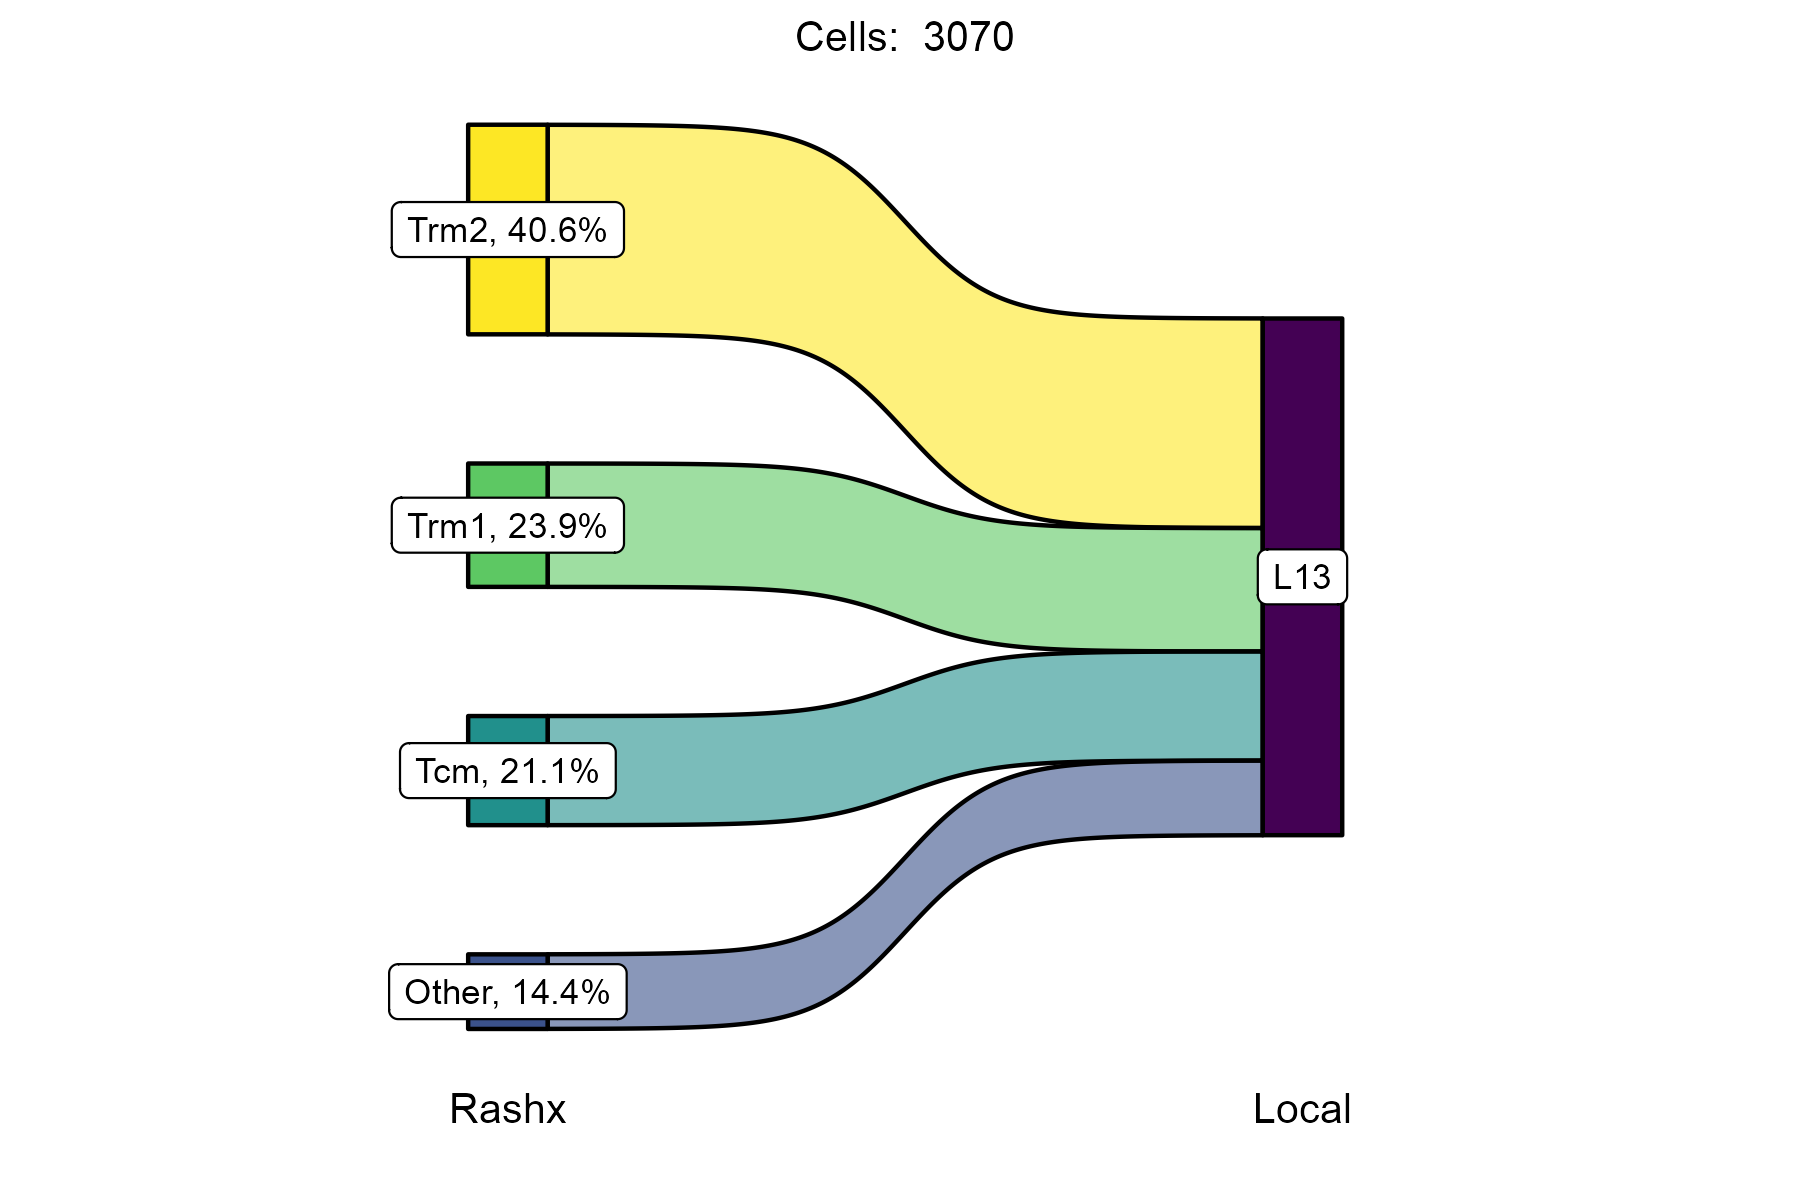 Cells:  3070
Trm2, 40.6%
Trm1, 23.9%
L13
Tcm, 21.1%
Other, 14.4%
Rashx
Local